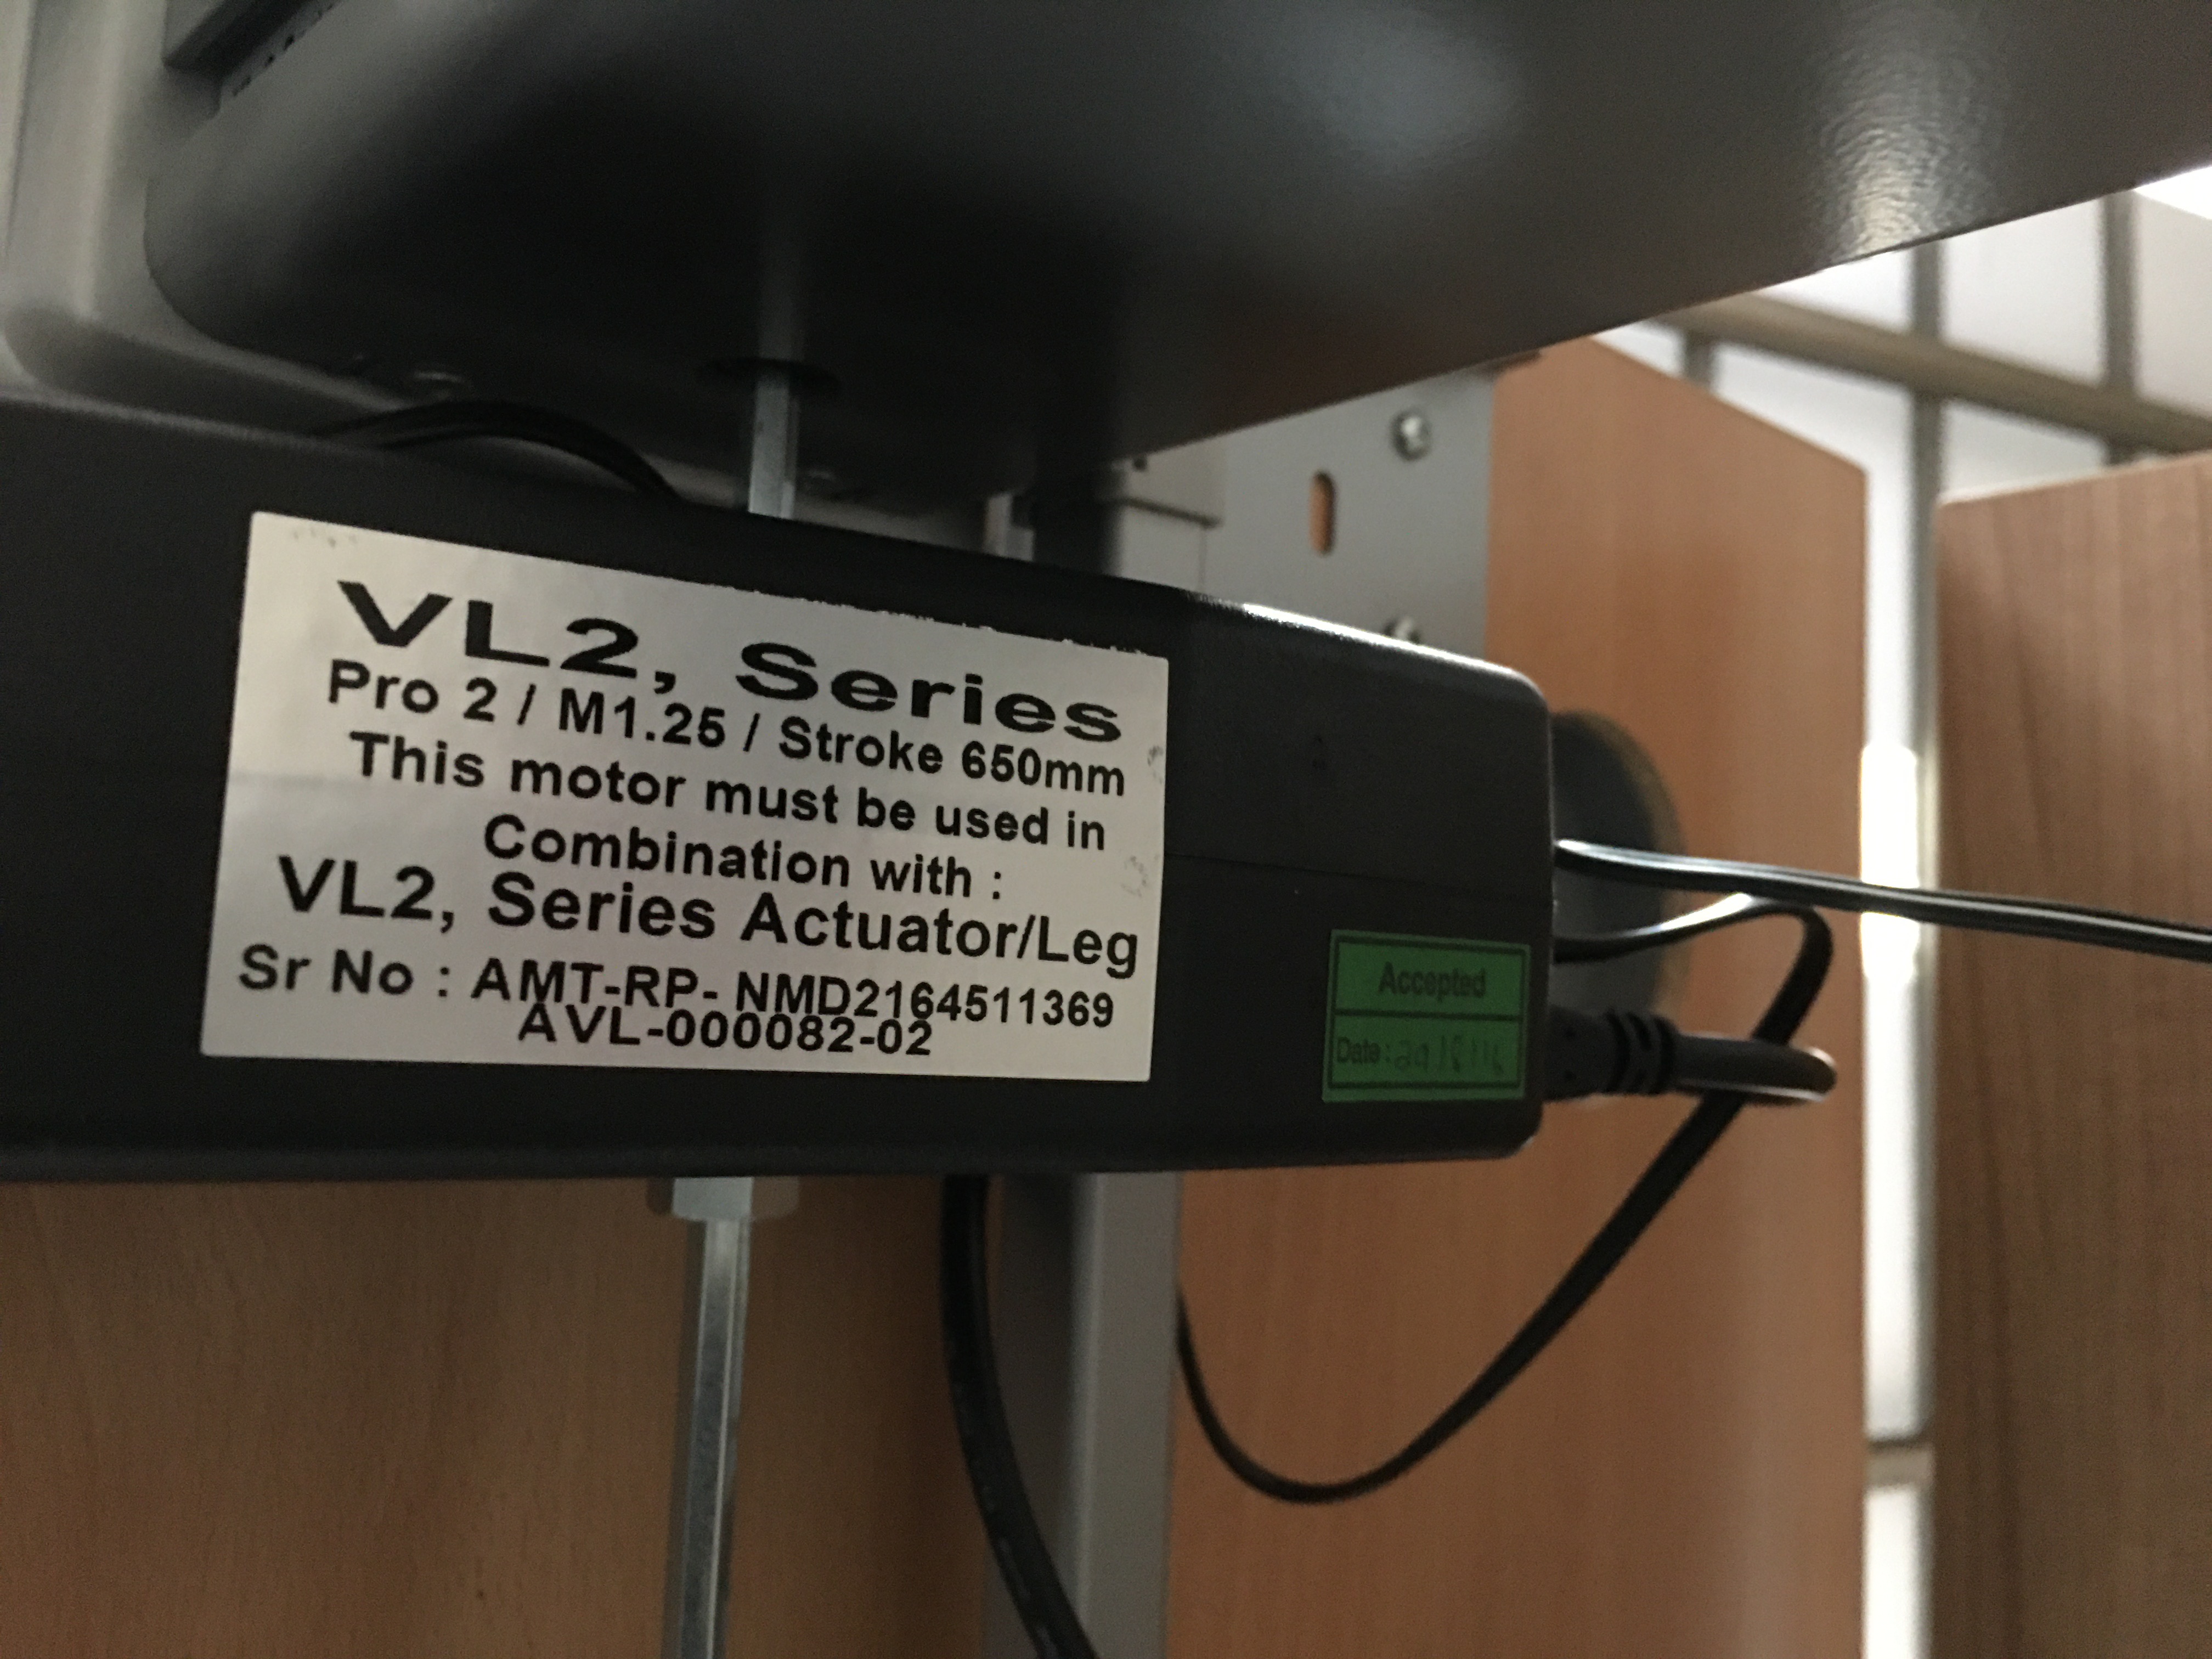 VL2, Series
Pro 2 / M1.25 / Stroke 650mm
This motor must be used in
Combination with :
VL2, Series Actuator/Leg
Sr No : AMT-RP- NMD2164511369
AVL-000082-02
Accepted
Date :